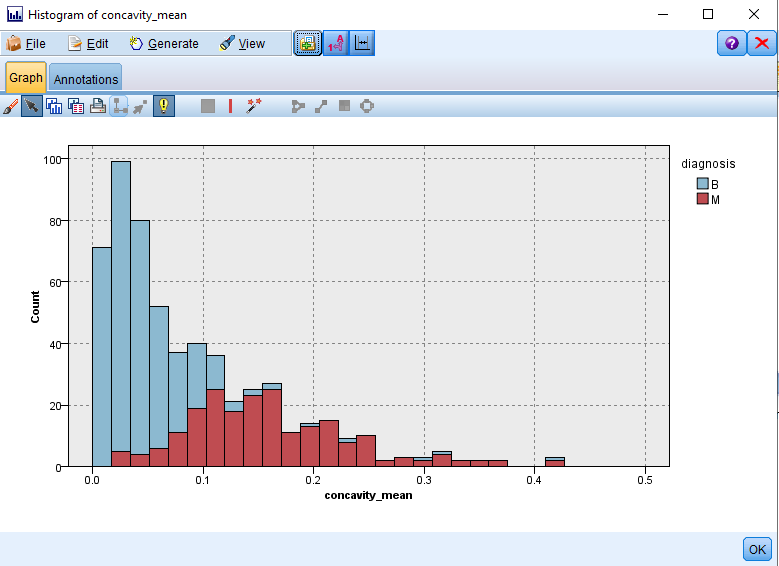 Histogram of concavity_mean
File Edit Generate View
Graph Annotations
diagnosis
B
M
100
80
60
40
20
0
Count
0.0 0.1 0.2 0.3 0.4 0.5
concavity_mean
OK